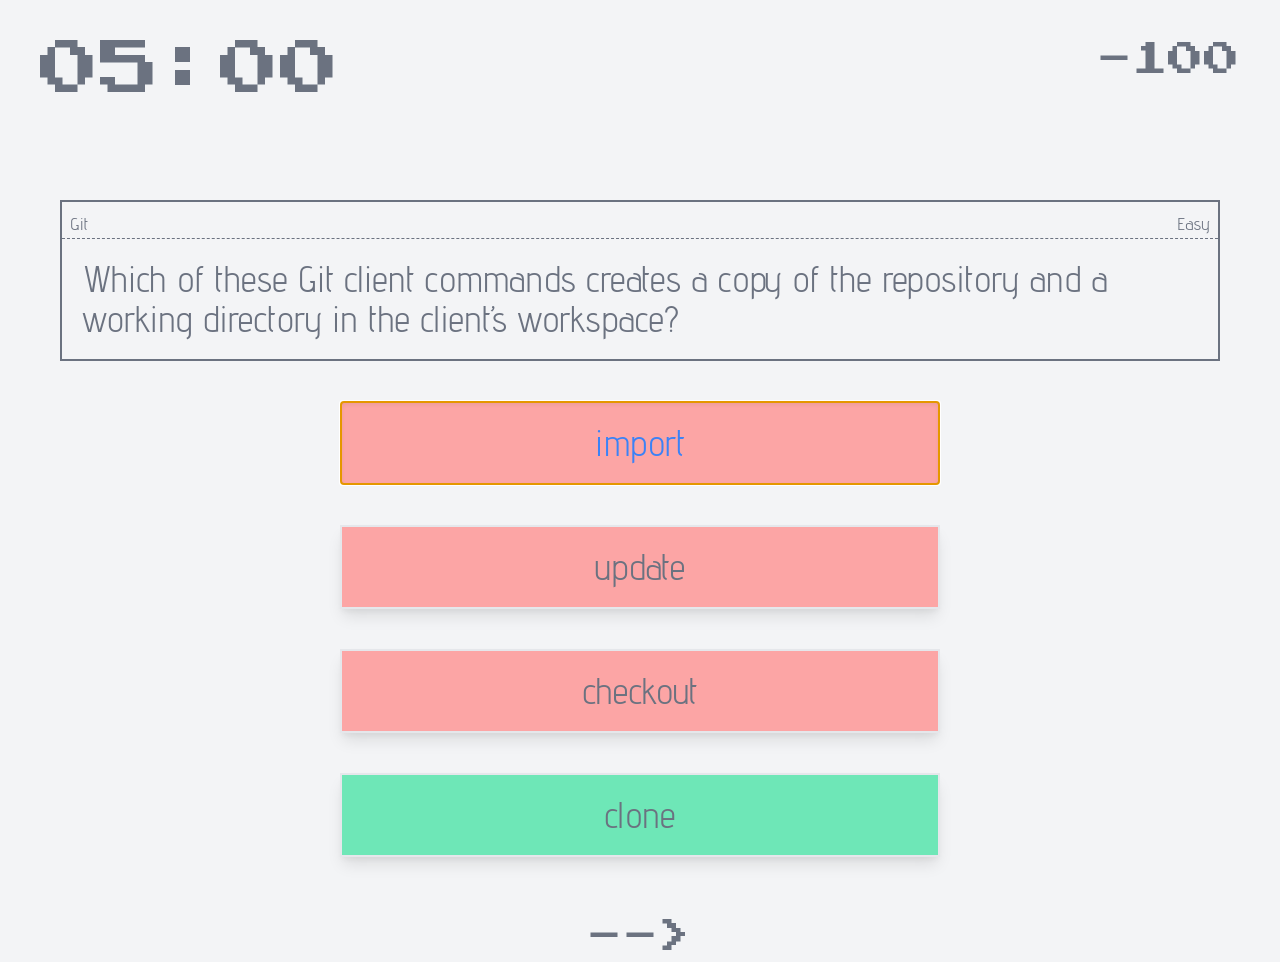 05:00
-100
Git
Easy
Which of these Git client commands creates a copy of the repository and a
working directory in the client's workspace?
import
update
checkout
clone
-->